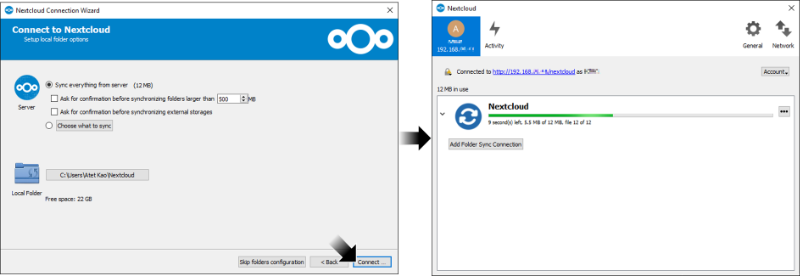 Nextcloud Connection Wizard
Connect to Nextcloud
Setup local folder options
Server
Sync everything from server (12 MB)
Ask for confirmation before synchronizing folders larger than 500 MB
Ask for confirmation before synchronizing external storages
Choose what to sync
Local Folder
C:\Users\Atet Kao\Nextcloud
Free space: 22 GB
Skip folders configuration
< Back
Connect ...
Nextcloud
A
192.168.
Activity
General
Network
Connected to http://192.168. /nextcloud as
Account
12 MB in use
Nextcloud
9 second(s) left, 5.5 MB of 12 MB, file 12 of 12
Add Folder Sync Connection